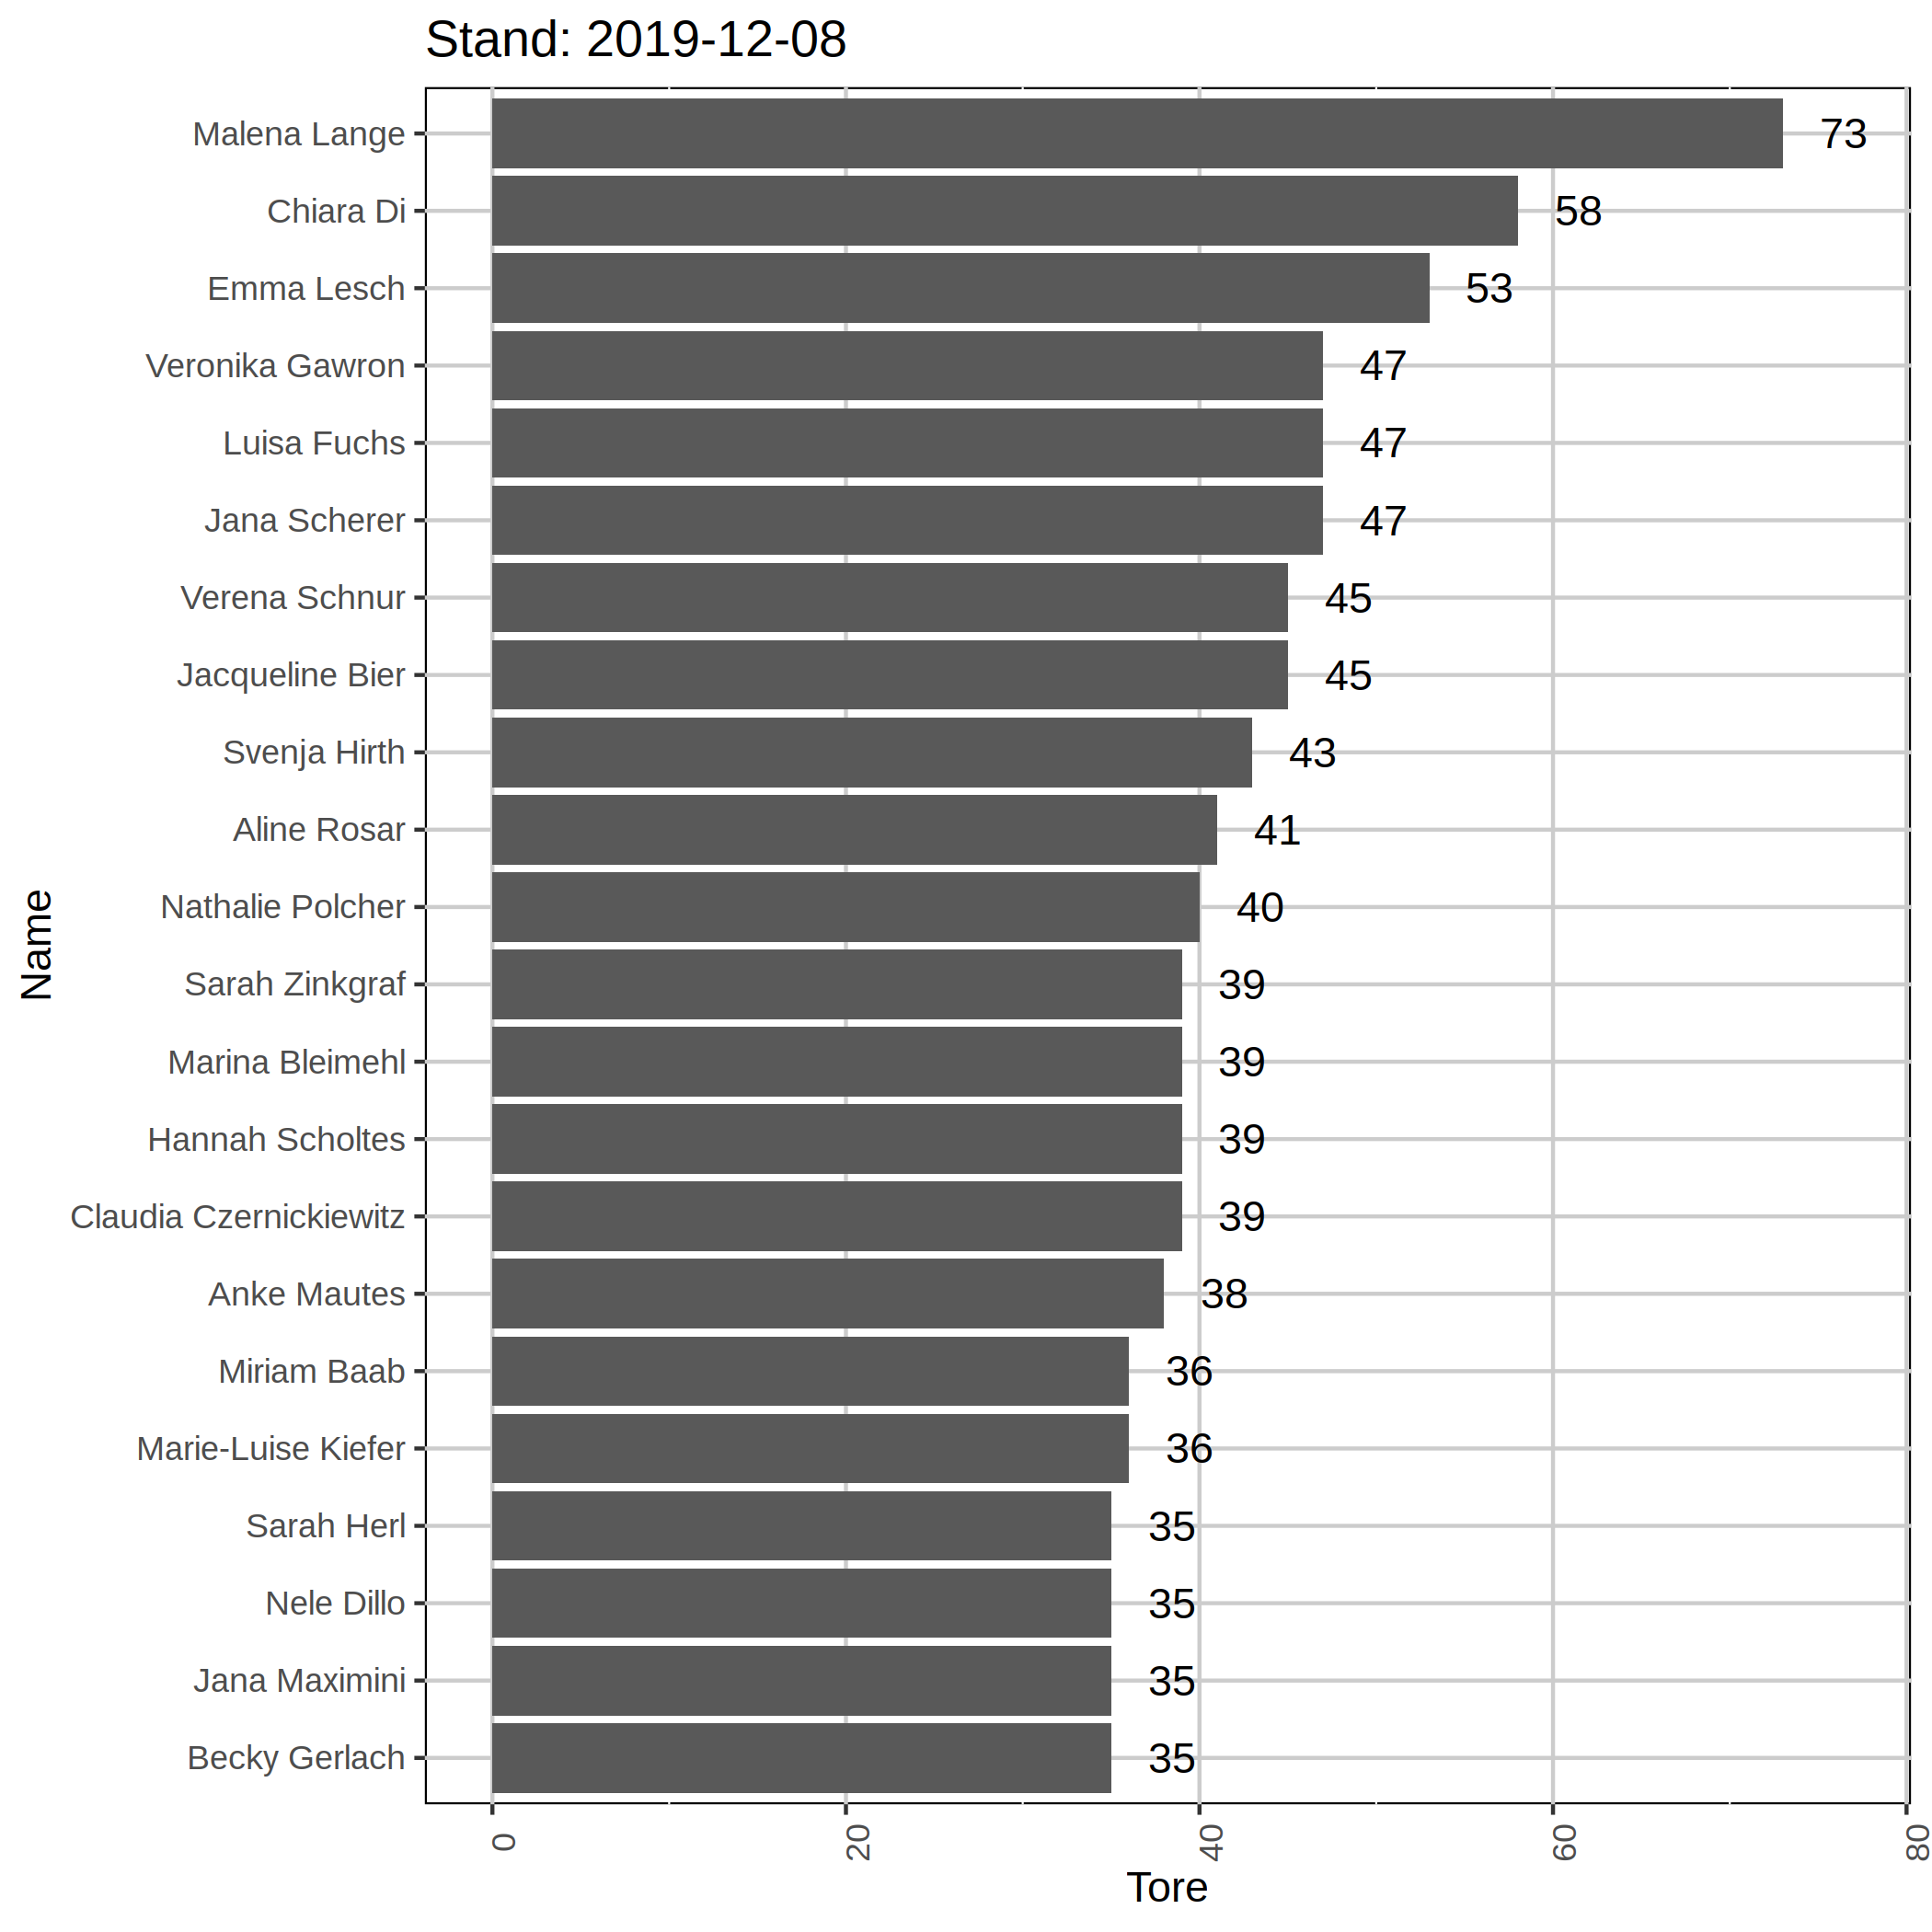 Stand: 2019-12-08
Malena Lange 73
Chiara Di 58
Emma Lesch 53
Veronika Gawron 47
Luisa Fuchs 47
Jana Scherer 47
Verena Schnur 45
Jacqueline Bier 45
Svenja Hirth 43
Aline Rosar 41
Nathalie Polcher 40
Sarah Zinkgraf 39
Marina Bleimehl 39
Hannah Scholtes 39
Claudia Czernickiewitz 39
Anke Mautes 38
Miriam Baab 36
Marie-Luise Kiefer 36
Sarah Herl 35
Nele Dillo 35
Jana Maximini 35
Becky Gerlach 35
Name
0 20 40 60 80
Tore